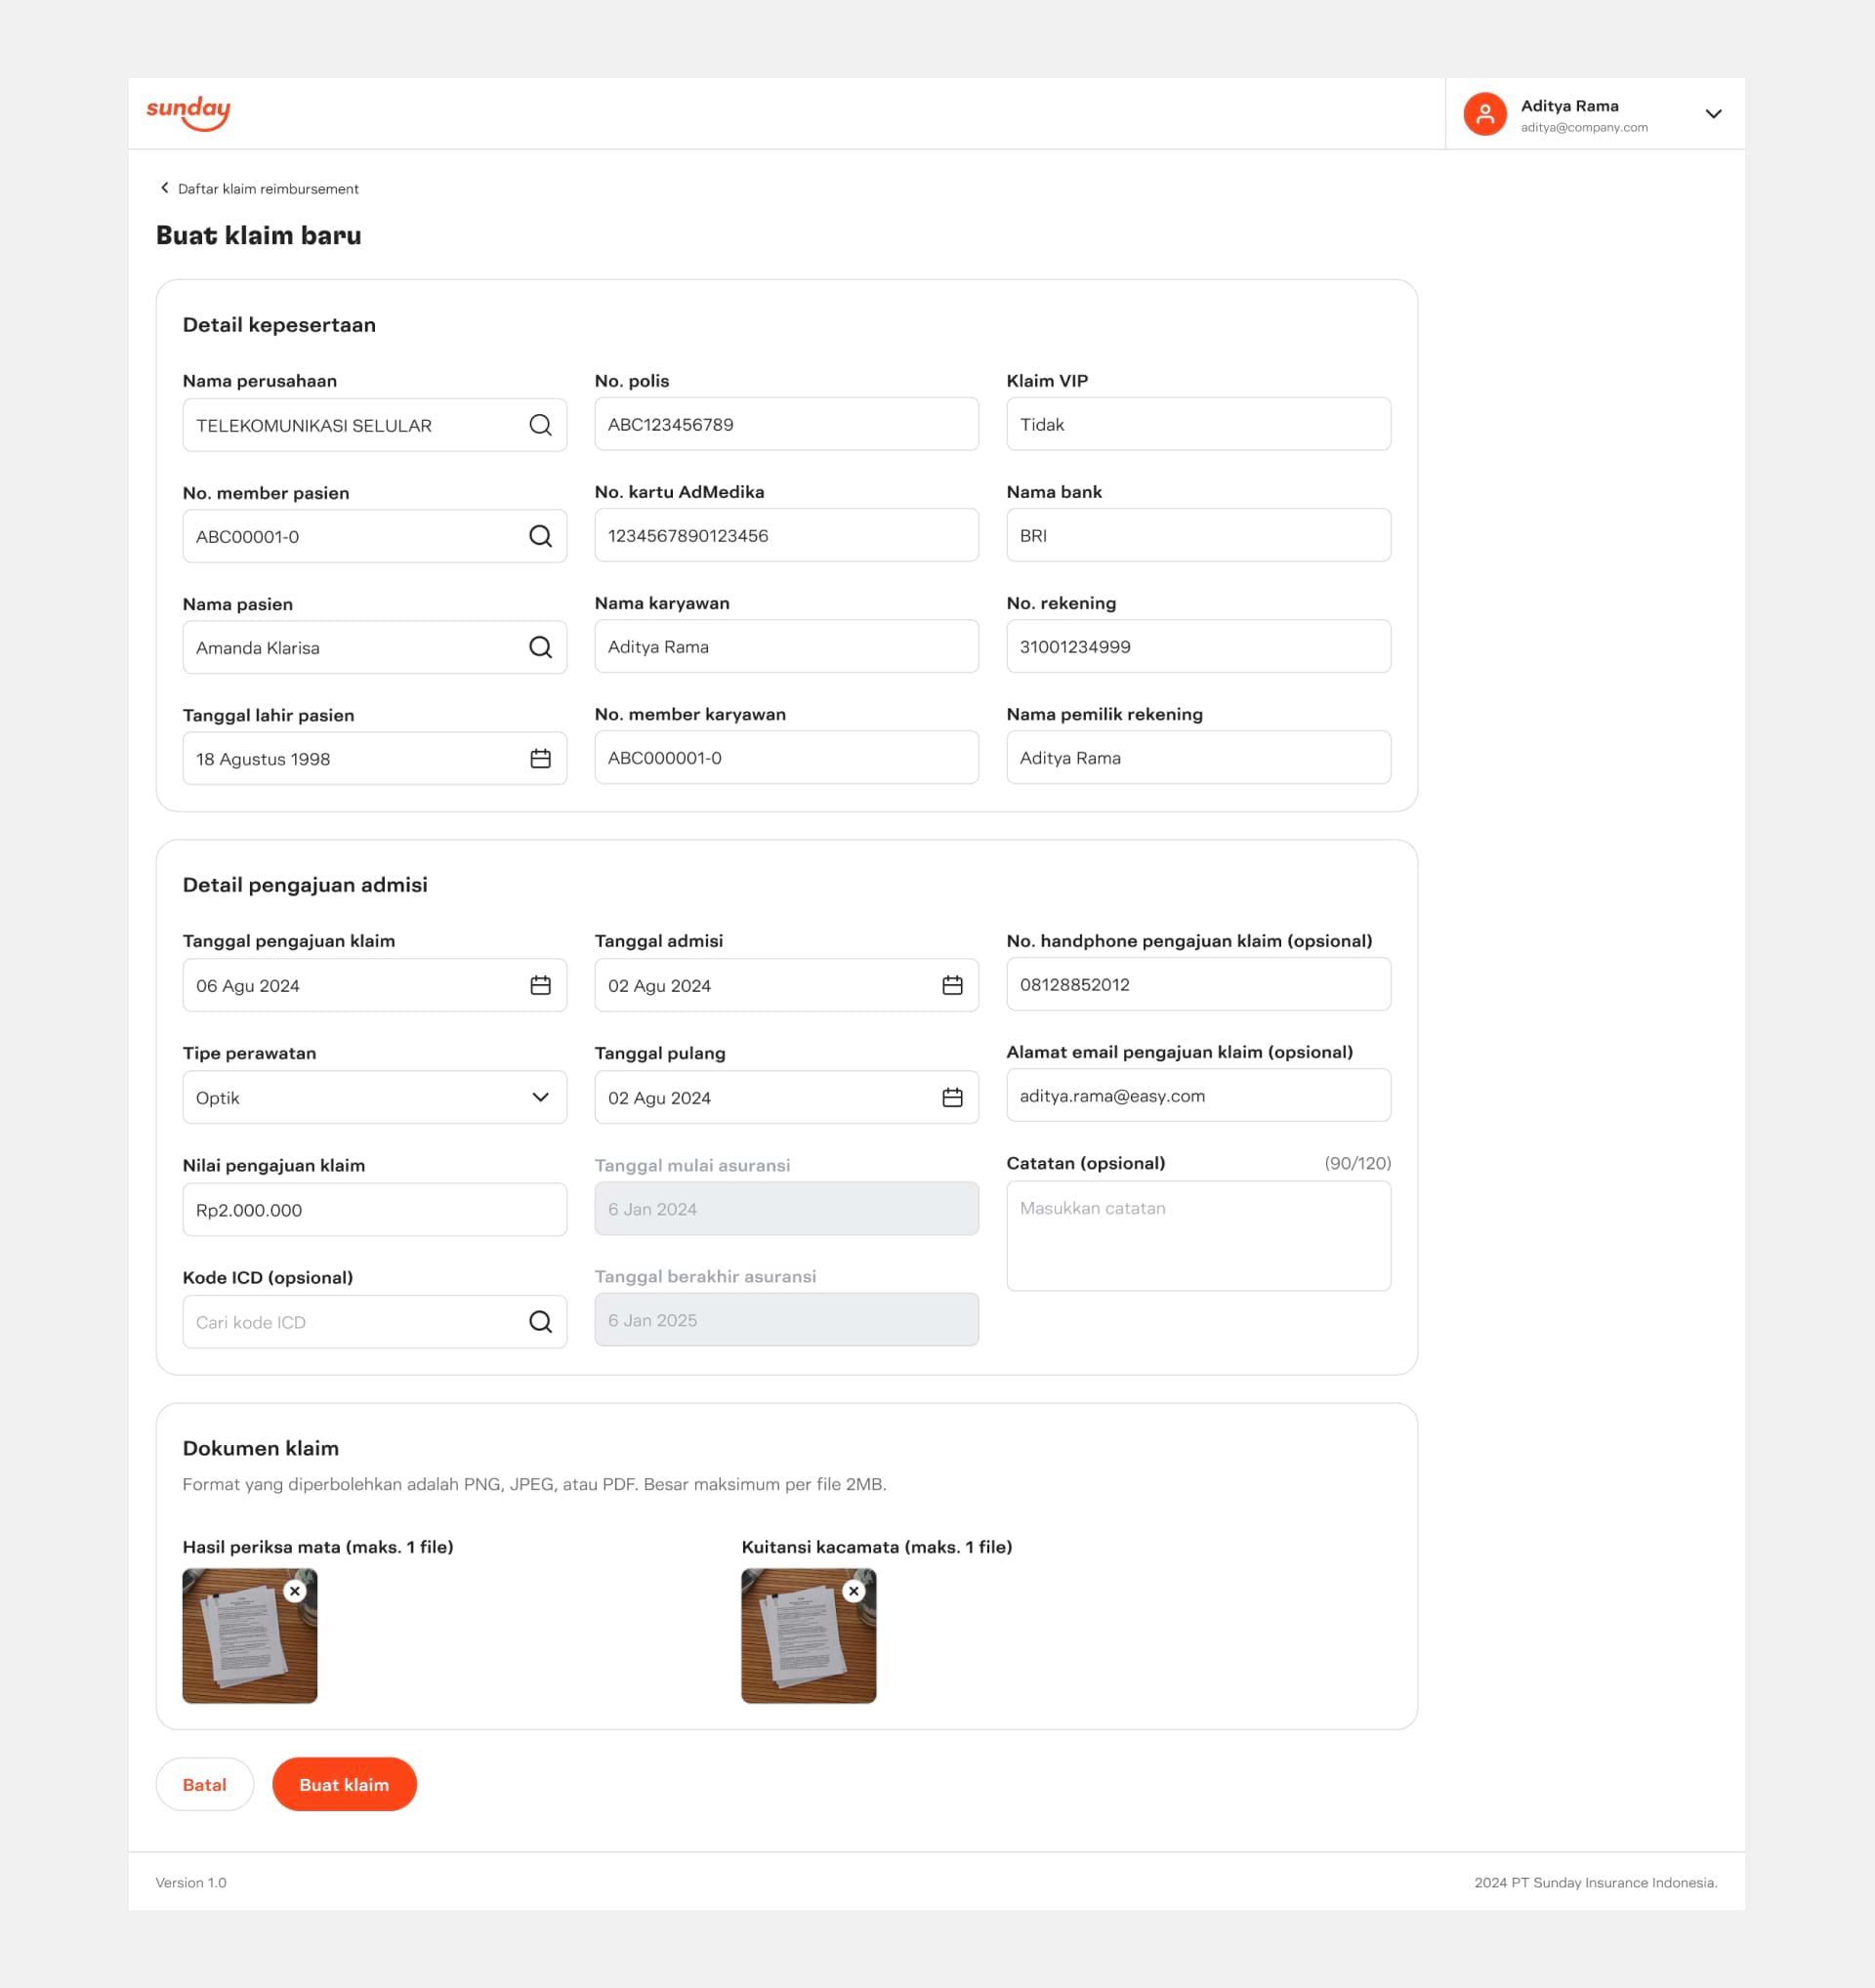 sunday
Aditya Rama
aditya@company.com
Daftar klaim reimbursement
Buat klaim baru
Detail kepesertaan
Nama perusahaan
TELEKOMUNIKASI SELULAR
No. polis
ABC123456789
Klaim VIP
Tidak
No. member pasien
ABC00001-0
No. kartu AdMedika
1234567890123456
Nama bank
BRI
Nama pasien
Amanda Klarisa
Nama karyawan
Aditya Rama
No. rekening
31001234999
Tanggal lahir pasien
18 Agustus 1998
No. member karyawan
ABC000001-0
Nama pemilik rekening
Aditya Rama
Detail pengajuan admisi
Tanggal pengajuan klaim
06 Agu 2024
Tanggal admisi
02 Agu 2024
No. handphone pengajuan klaim (opsional)
08128852012
Tipe perawatan
Optik
Tanggal pulang
02 Agu 2024
Alamat email pengajuan klaim (opsional)
aditya.rama@easy.com
Nilai pengajuan klaim
Rp2.000.000
Tanggal mulai asuransi
6 Jan 2024
Catatan (opsional) (90/120)
Masukkan catatan
Kode ICD (opsional)
Cari kode ICD
Tanggal berakhir asuransi
6 Jan 2025
Dokumen klaim
Format yang diperbolehkan adalah PNG, JPEG, atau PDF. Besar maksimum per file 2MB.
Hasil periksa mata (maks. 1 file)
Kuitansi kacamata (maks. 1 file)
Batal
Buat klaim
Version 1.0
2024 PT Sunday Insurance Indonesia.